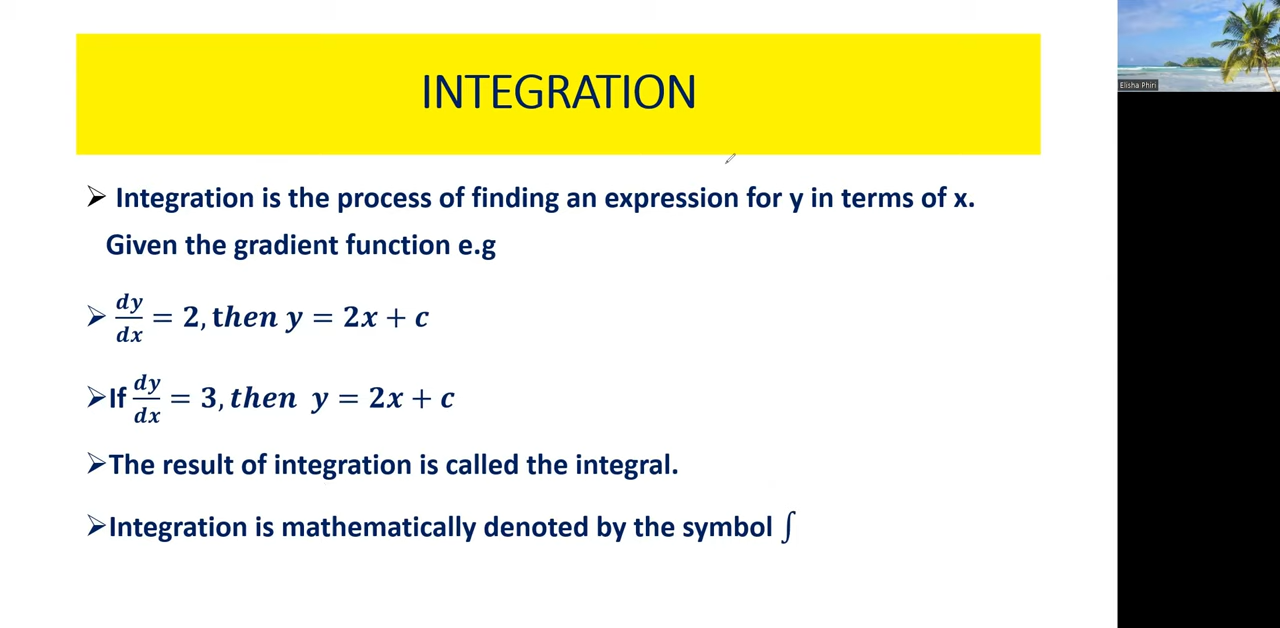 INTEGRATION
➢ Integration is the process of finding an expression for y in terms of x.
Given the gradient function e.g
➢ dy/dx = 2, then y = 2x + c
➢If dy/dx = 3, then y = 2x + c
➢The result of integration is called the integral.
➢Integration is mathematically denoted by the symbol ∫
Elisha Phiri